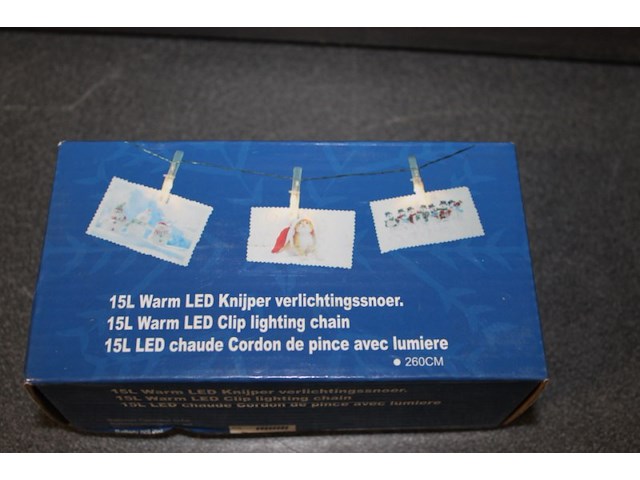 15L Warm LED Knijper verlichtingssnoer.
15L Warm LED Clip lighting chain
15L LED chaude Cordon de pince avec lumiere
● 260CM
15L Warm LED Knijper verlichtingssnoer.
15L Warm LED Clip lighting chain
15L LED chaude Cordon de pince avec lumiere